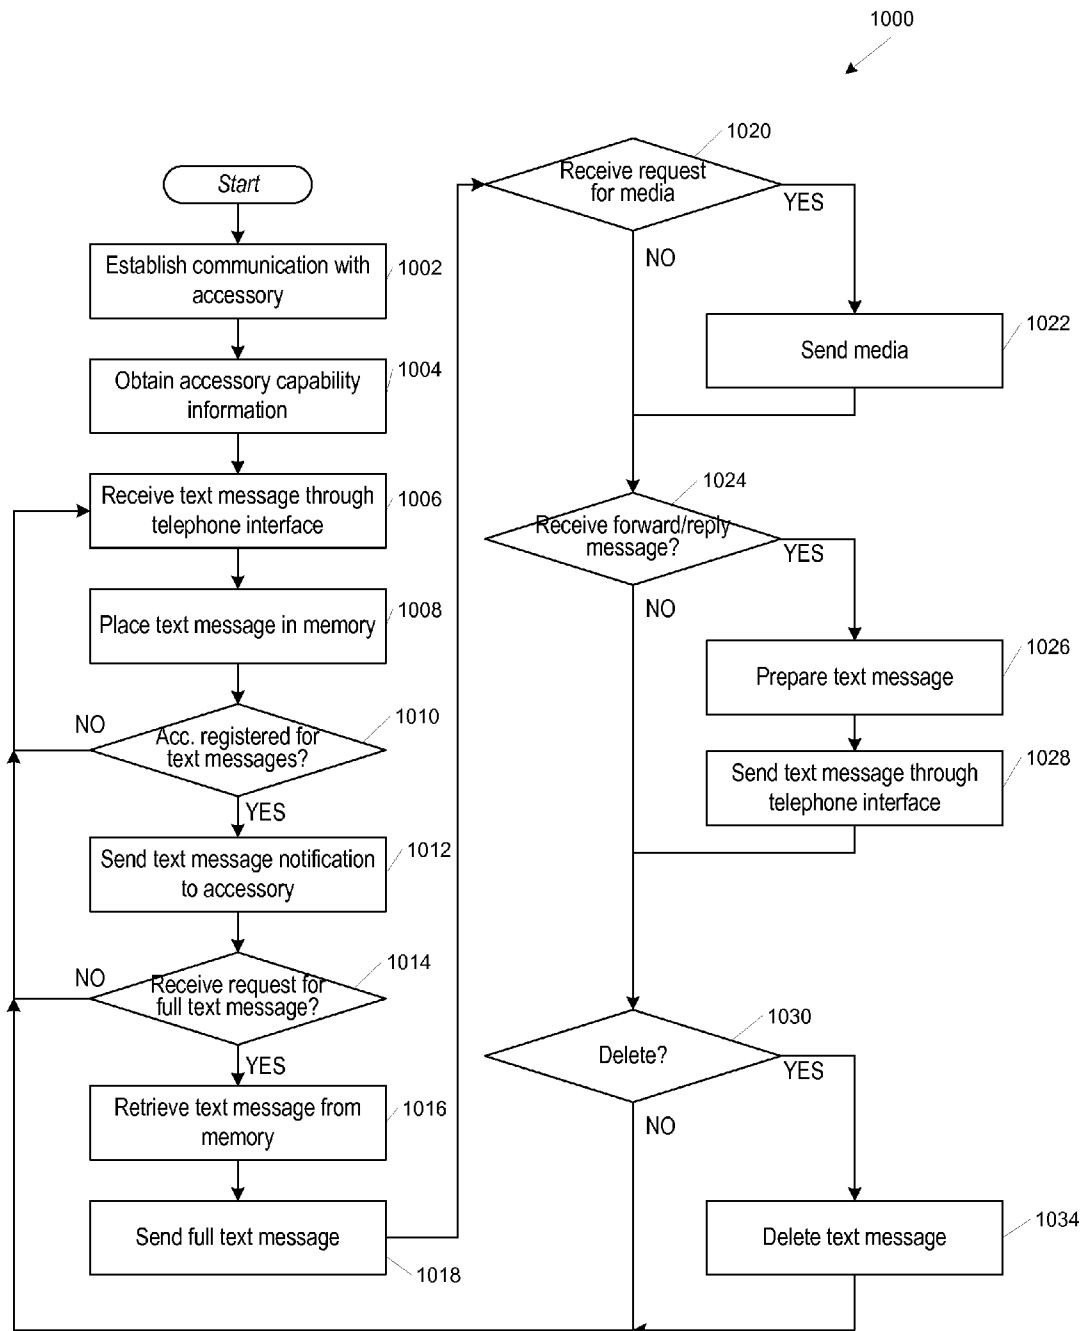 1000
Start
Establish communication with
accessory
1002
Obtain accessory capability
information
1004
Receive text message through
telephone interface
1006
Place text message in memory
1008
Acc. registered for
text messages?
1010
NO
YES
Send text message notification
to accessory
1012
Receive request for
full text message?
1014
NO
YES
Retrieve text message from
memory
1016
Send full text message
1018
Receive request
for media
1020
YES
NO
Send media
1022
Receive forward/reply
message?
1024
YES
NO
Prepare text message
1026
Send text message through
telephone interface
1028
Delete?
1030
YES
NO
Delete text message
1034